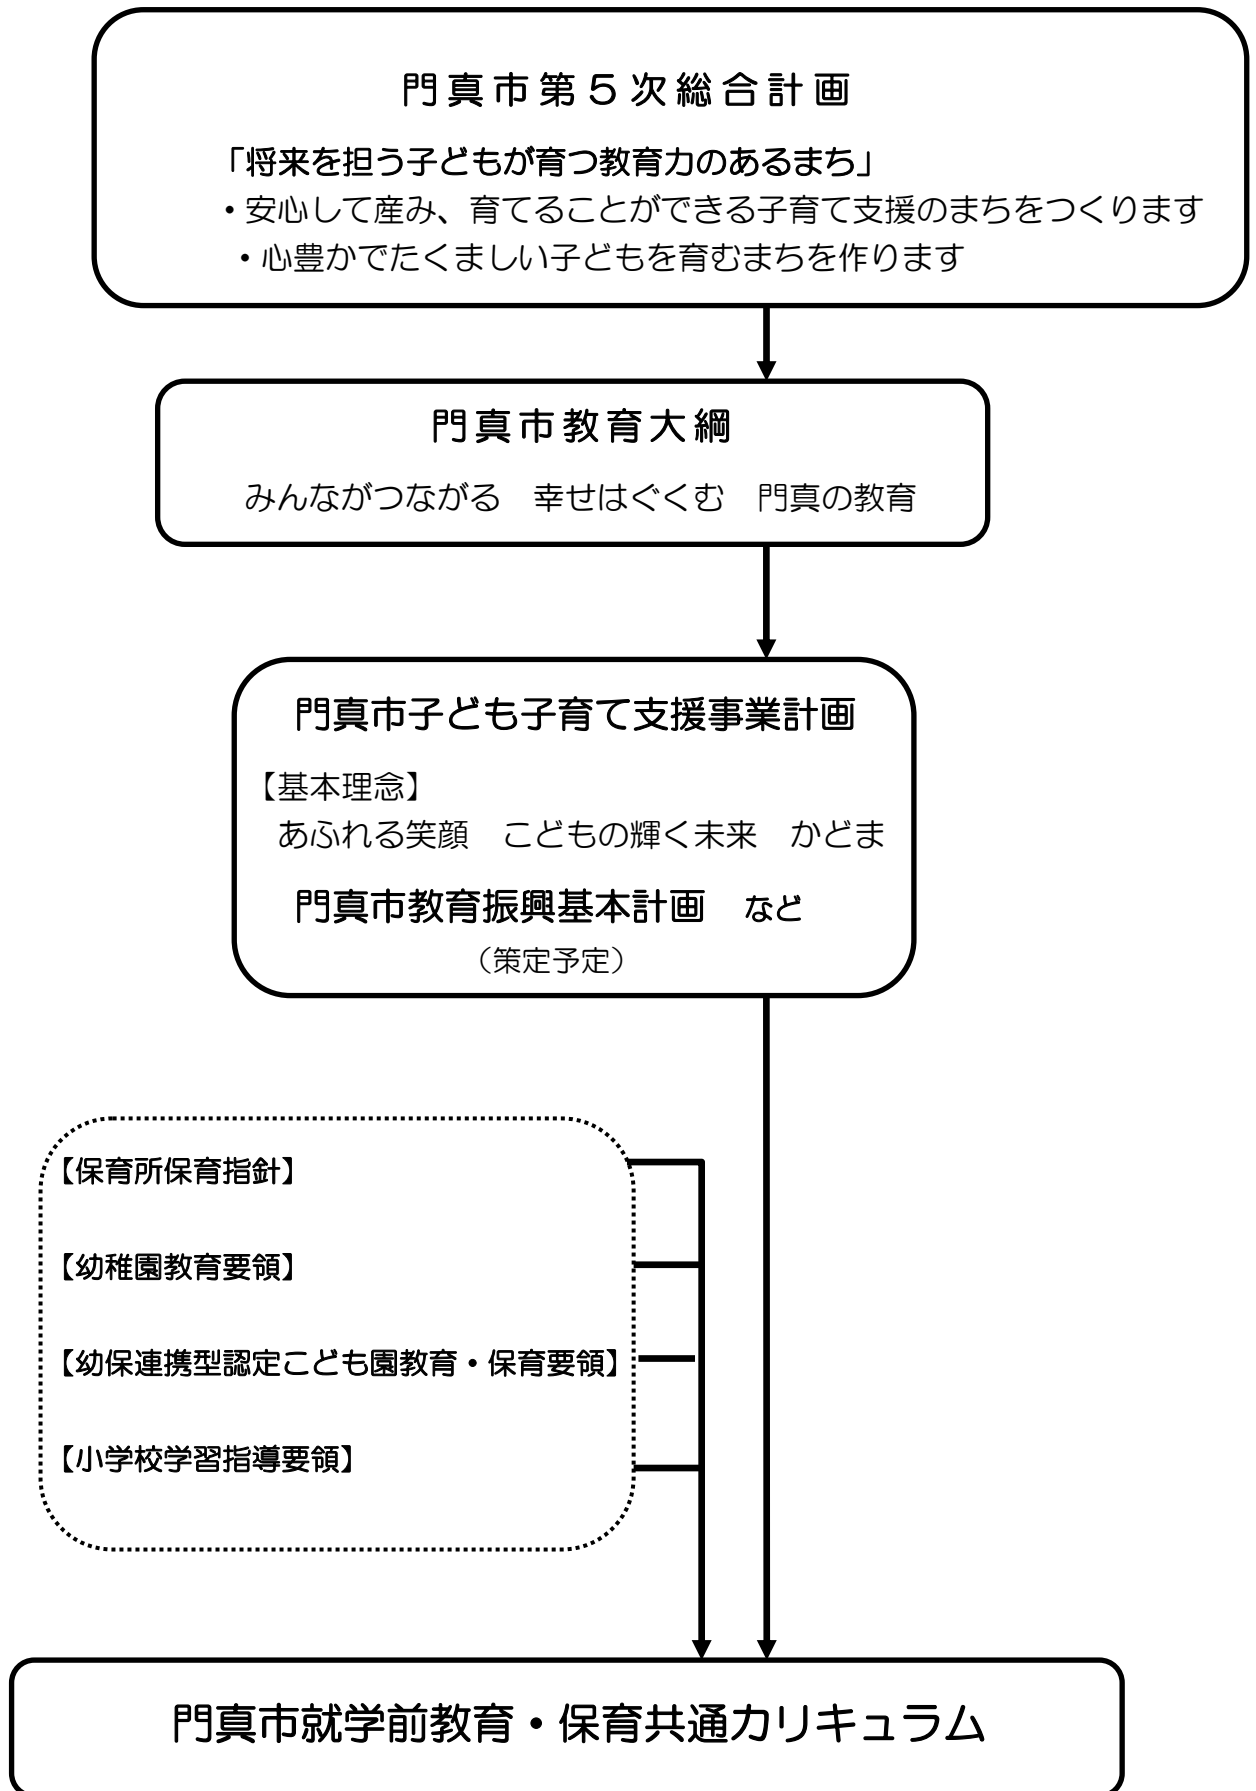 門真市第５次総合計画
「将来を担う子どもが育つ教育力のあるまち」
・安心して産み、育てることができる子育て支援のまちをつくります
・心豊かでたくましい子どもを育むまちを作ります
門真市教育大綱
みんながつながる　幸せはぐくむ　門真の教育
門真市子ども子育て支援事業計画
【基本理念】
あふれる笑顔　こどもの輝く未来　かどま
門真市教育振興基本計画　など
（策定予定）
【保育所保育指針】
【幼稚園教育要領】
【幼保連携型認定こども園教育・保育要領】
【小学校学習指導要領】
門真市就学前教育・保育共通カリキュラム